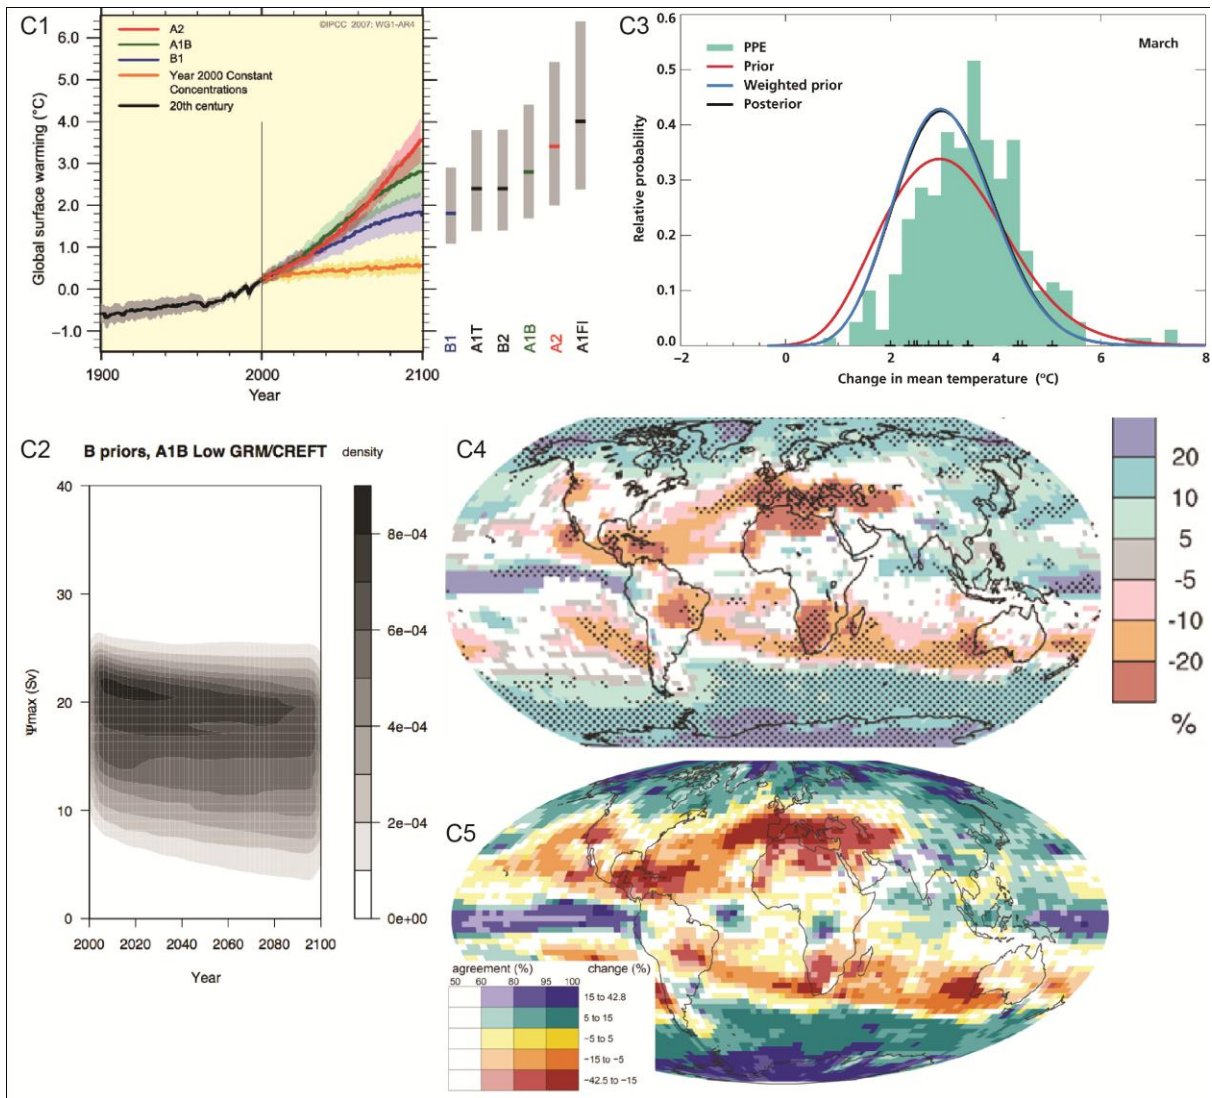 C1
©IPCC 2007: WG1-AR4
A2
A1B
B1
Year 2000 Constant
Concentrations
20th century
Global surface warming (°C)
6.0
5.0
4.0
3.0
2.0
1.0
0.0
−1.0
1900 2000 2100
Year
B1
A1T
B2
A1B
A2
A1FI
C3
March
PPE
Prior
Weighted prior
Posterior
Relative probability
0.6
0.5
0.4
0.3
0.2
0.1
0.0
−2 0 2 4 6 8
Change in mean temperature (°C)
C2
B priors, A1B Low GRM/CREFT density
Ψmax (Sv)
40
30
20
10
0
2000 2020 2040 2060 2080 2100
Year
8e−04
6e−04
4e−04
2e−04
0e+00
C4
20
10
5
-5
-10
-20
%
C5
agreement (%) change (%)
50 60 80 95 100
15 to 42.8
5 to 15
−5 to 5
−15 to −5
−42.5 to −15